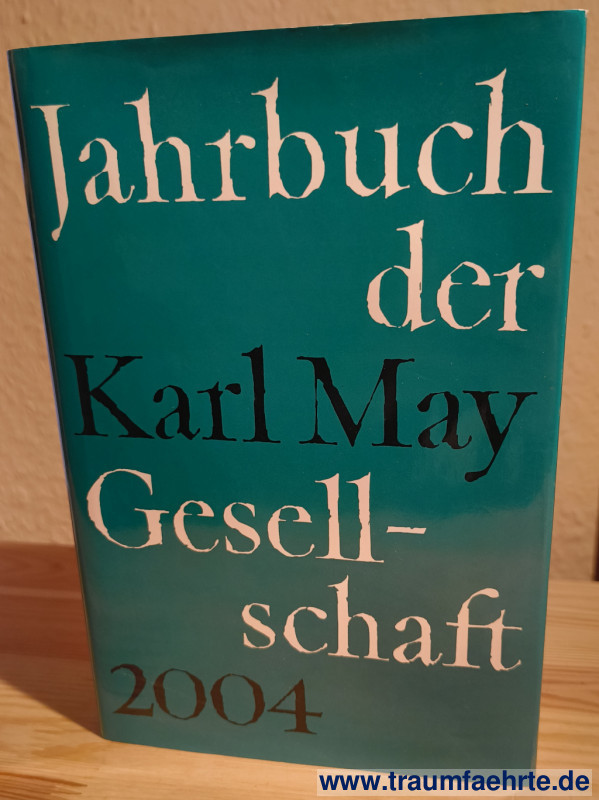 Jahrbuch
der
Karl May
Gesell-
schaft
2004
www.traumfaehrte.de